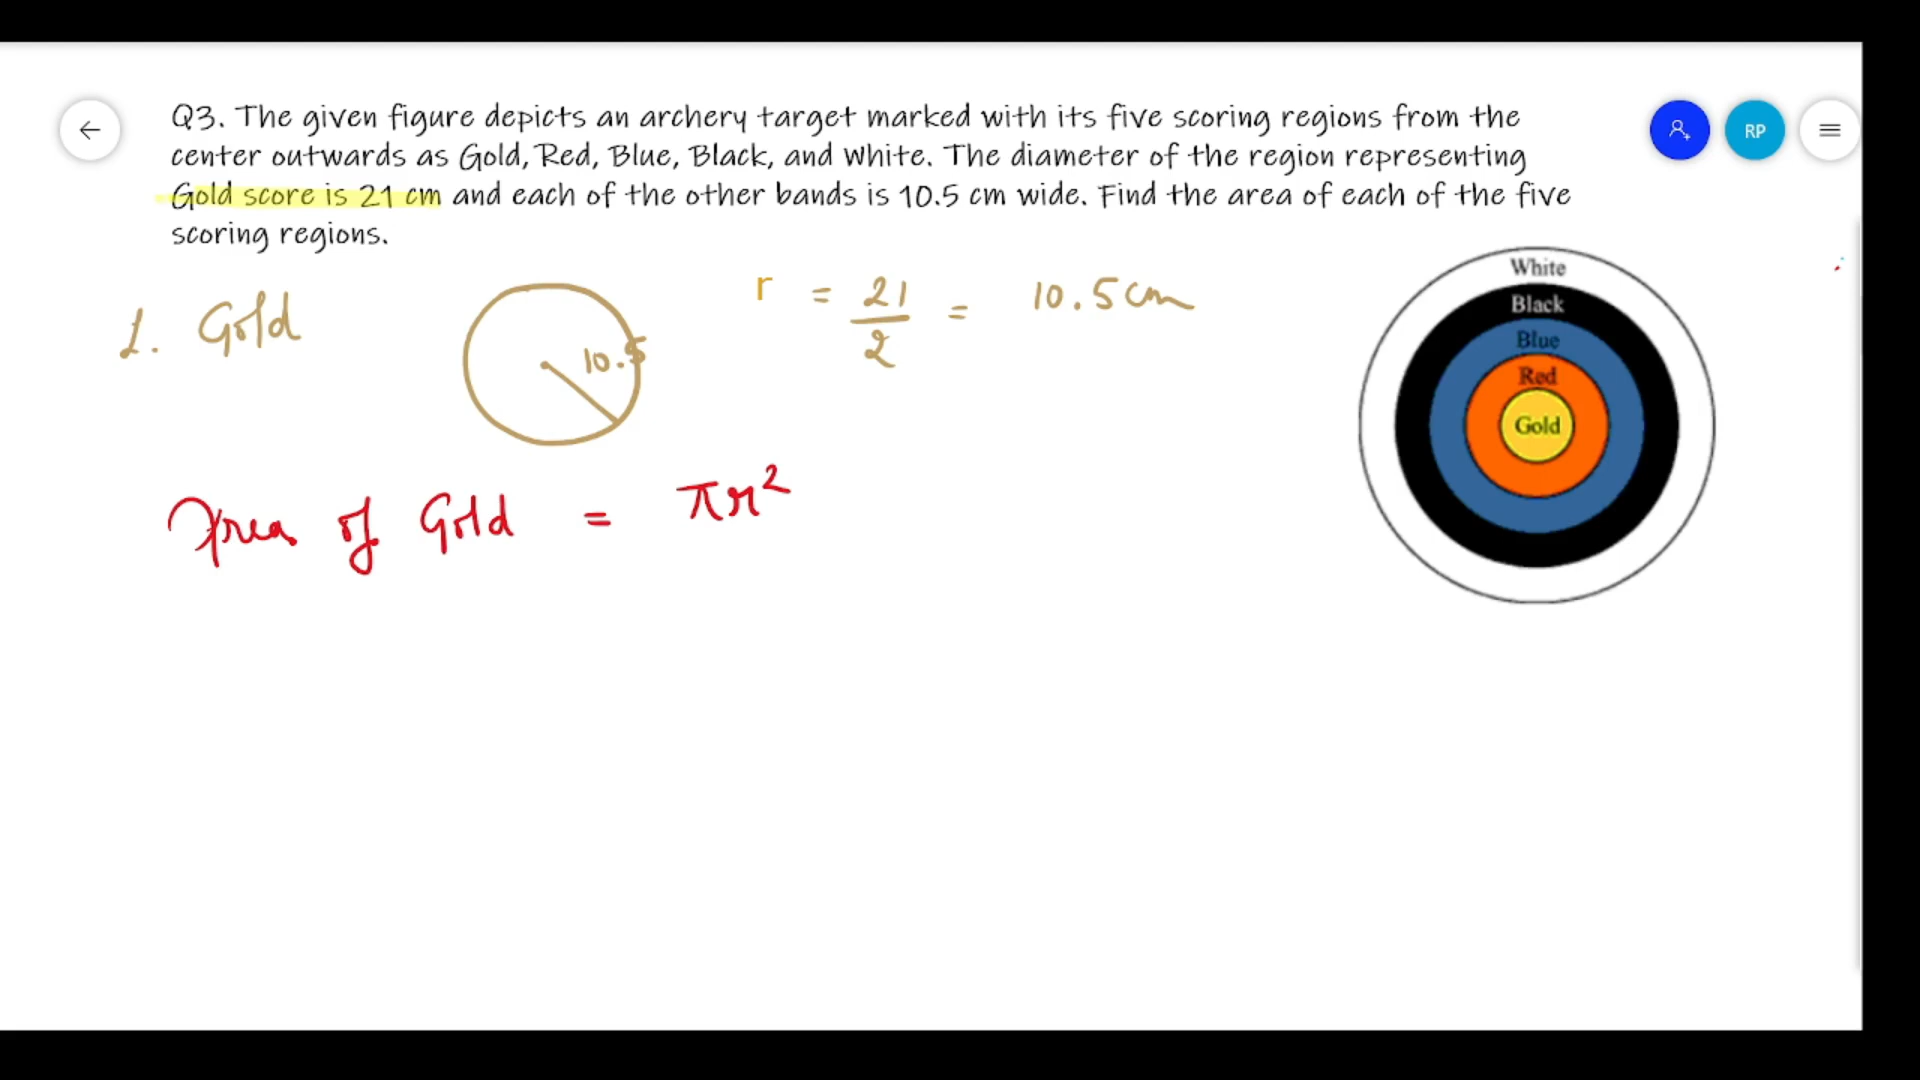 Q3. The given figure depicts an archery target marked with its five scoring regions from the
center outwards as Gold, Red, Blue, Black, and White. The diameter of the region representing
Gold score is 21 cm and each of the other bands is 10.5 cm wide. Find the area of each of the five
scoring regions.
RP
1. Gold
10.5
r = 21/2 = 10.5cm
White
Black
Blue
Red
Gold
Area of Gold = πr²